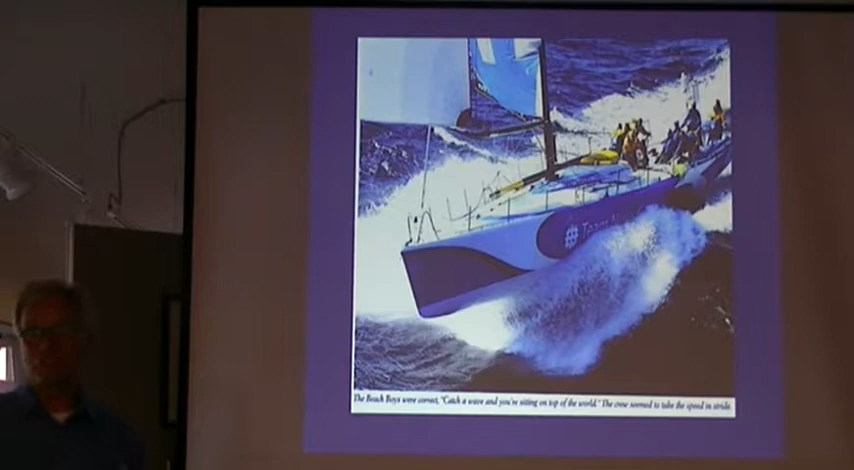 # Team
The Beach Boys were correct, "Catch a wave and you're sitting on top of the world." The crew seemed to take the speed in stride.